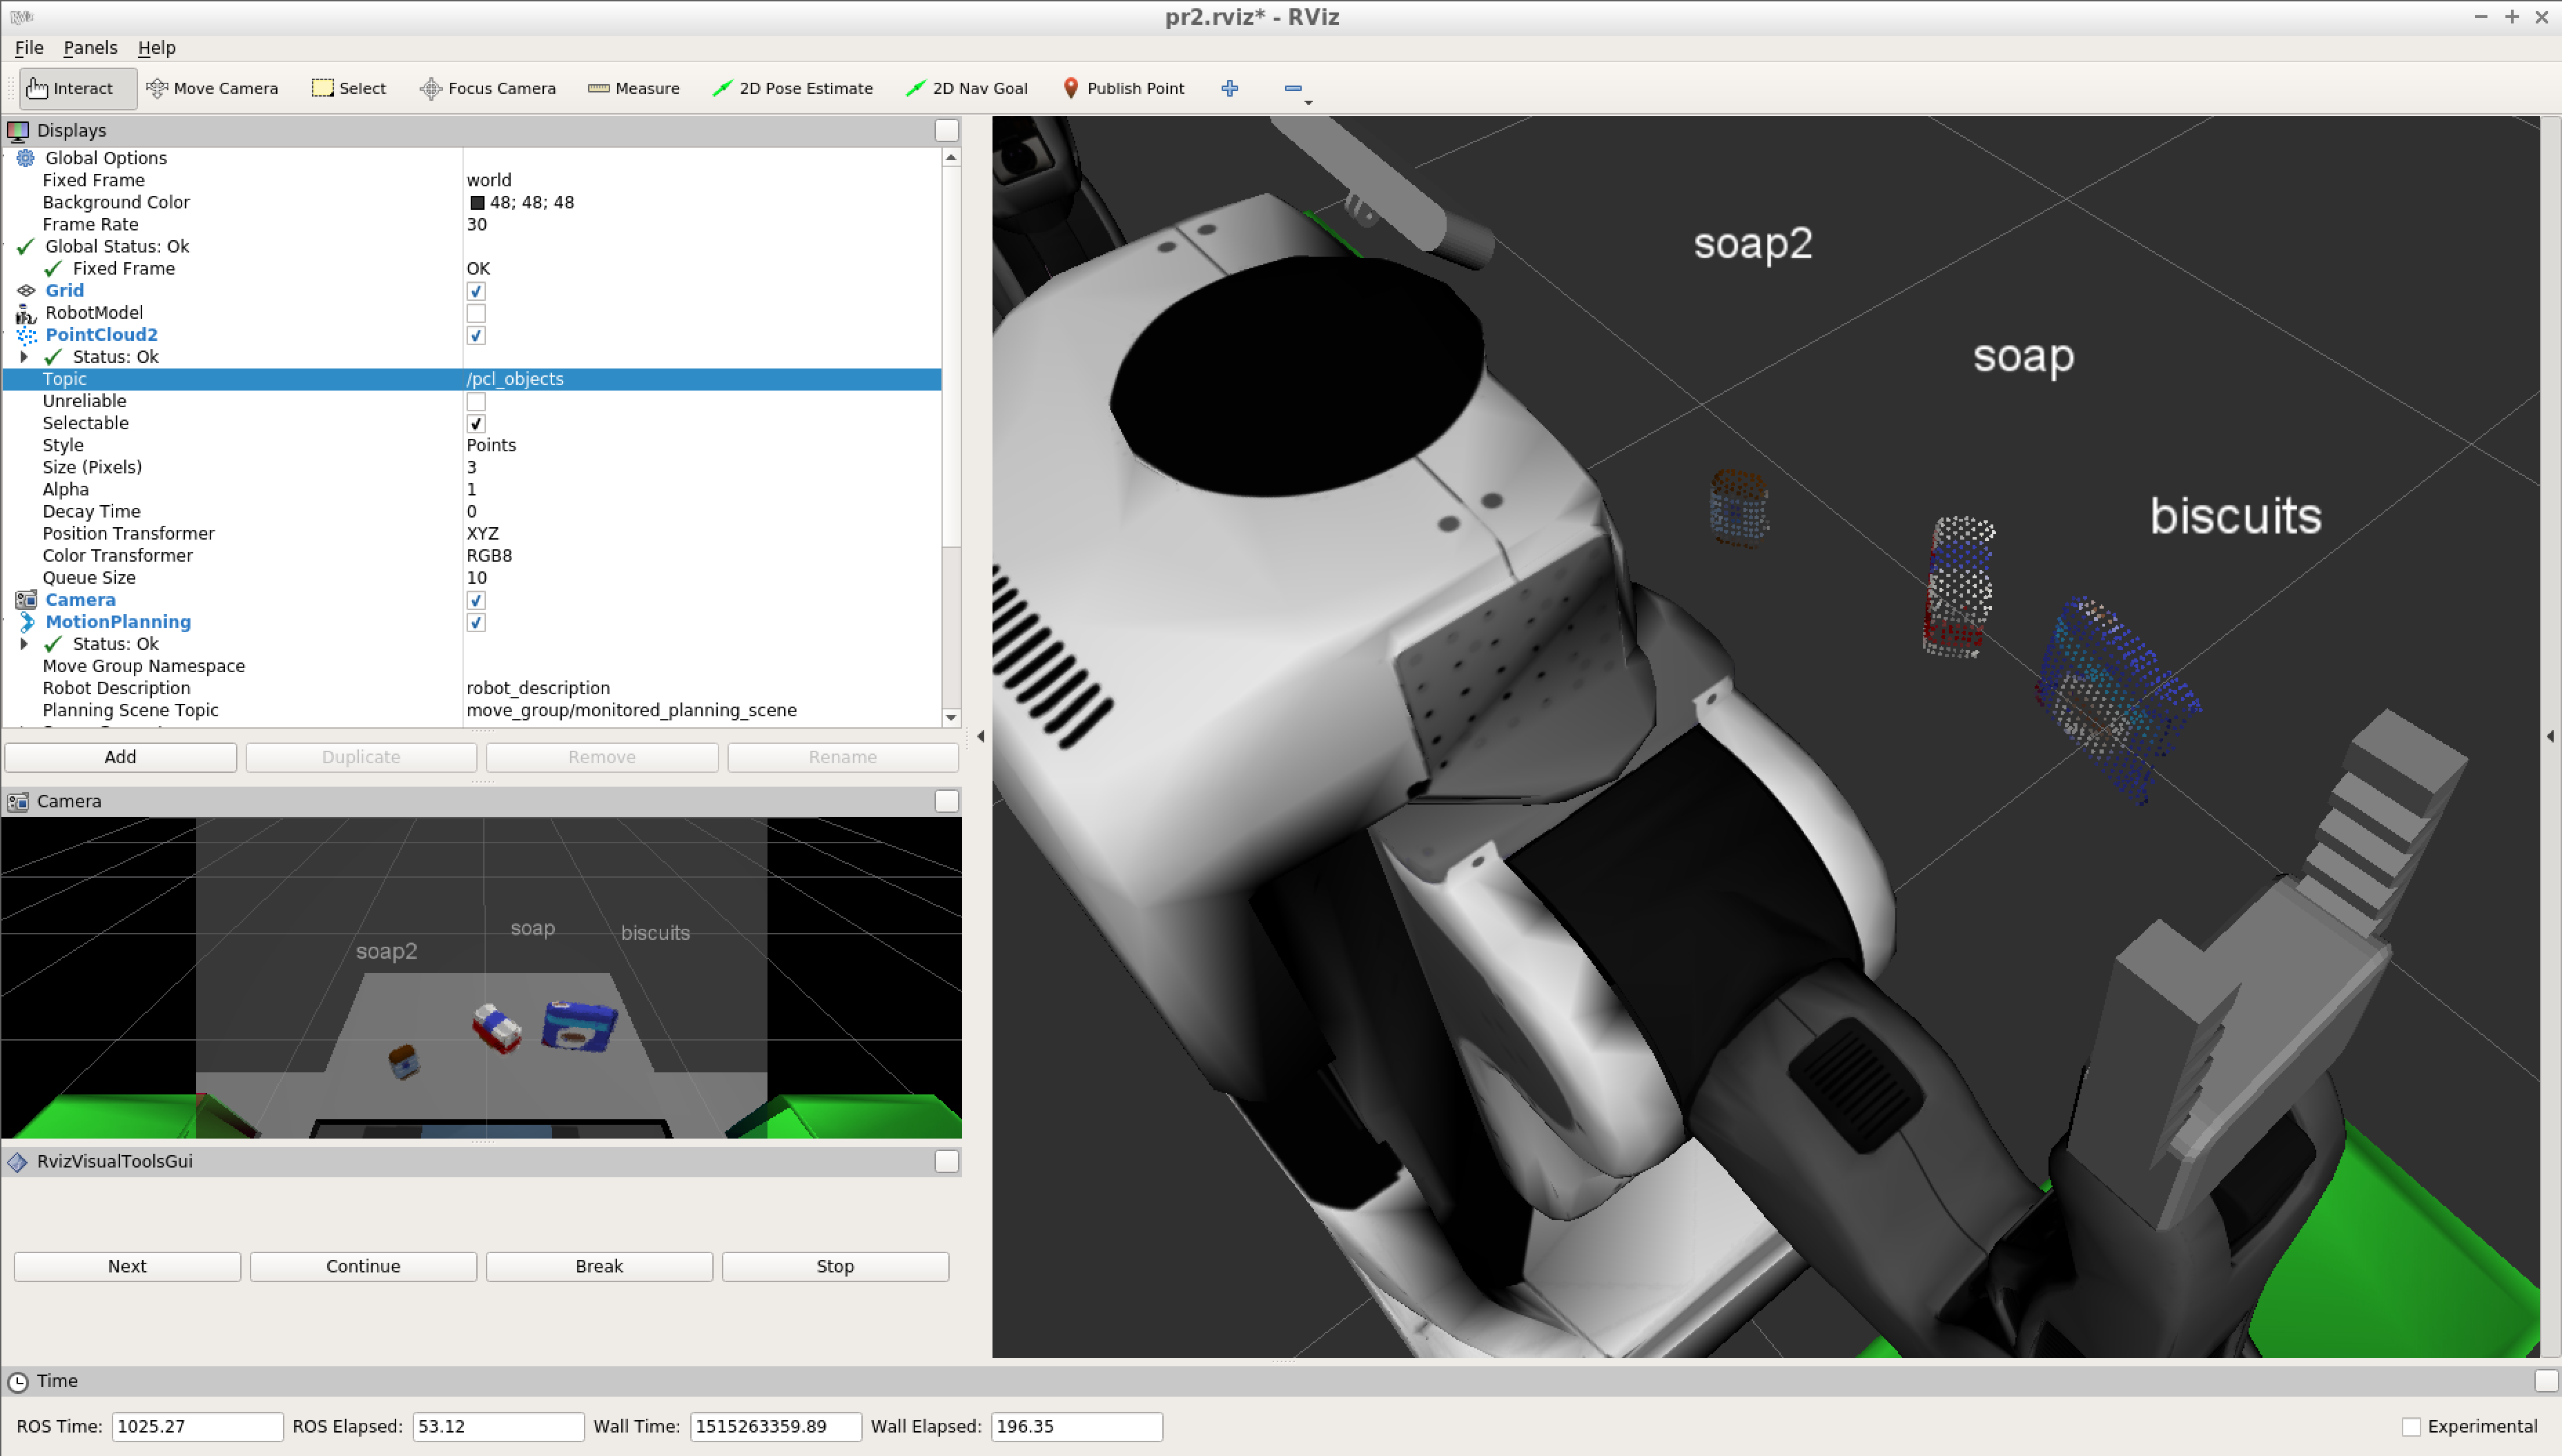 pr2.rviz* - RViz
File Panels Help
Interact Move Camera Select Focus Camera Measure 2D Pose Estimate 2D Nav Goal Publish Point
Displays
Global Options
Fixed Frame world
Background Color 48; 48; 48
Frame Rate 30
Global Status: Ok
Fixed Frame OK
Grid
RobotModel
PointCloud2
Status: Ok
Topic /pcl_objects
Unreliable
Selectable
Style Points
Size (Pixels) 3
Alpha 1
Decay Time 0
Position Transformer XYZ
Color Transformer RGB8
Queue Size 10
Camera
MotionPlanning
Status: Ok
Move Group Namespace
Robot Description robot_description
Planning Scene Topic move_group/monitored_planning_scene
Add Duplicate Remove Rename
Camera
soap biscuits
soap2
RvizVisualToolsGui
Next Continue Break Stop
soap2
soap
biscuits
Time
ROS Time: 1025.27 ROS Elapsed: 53.12 Wall Time: 1515263359.89 Wall Elapsed: 196.35 Experimental